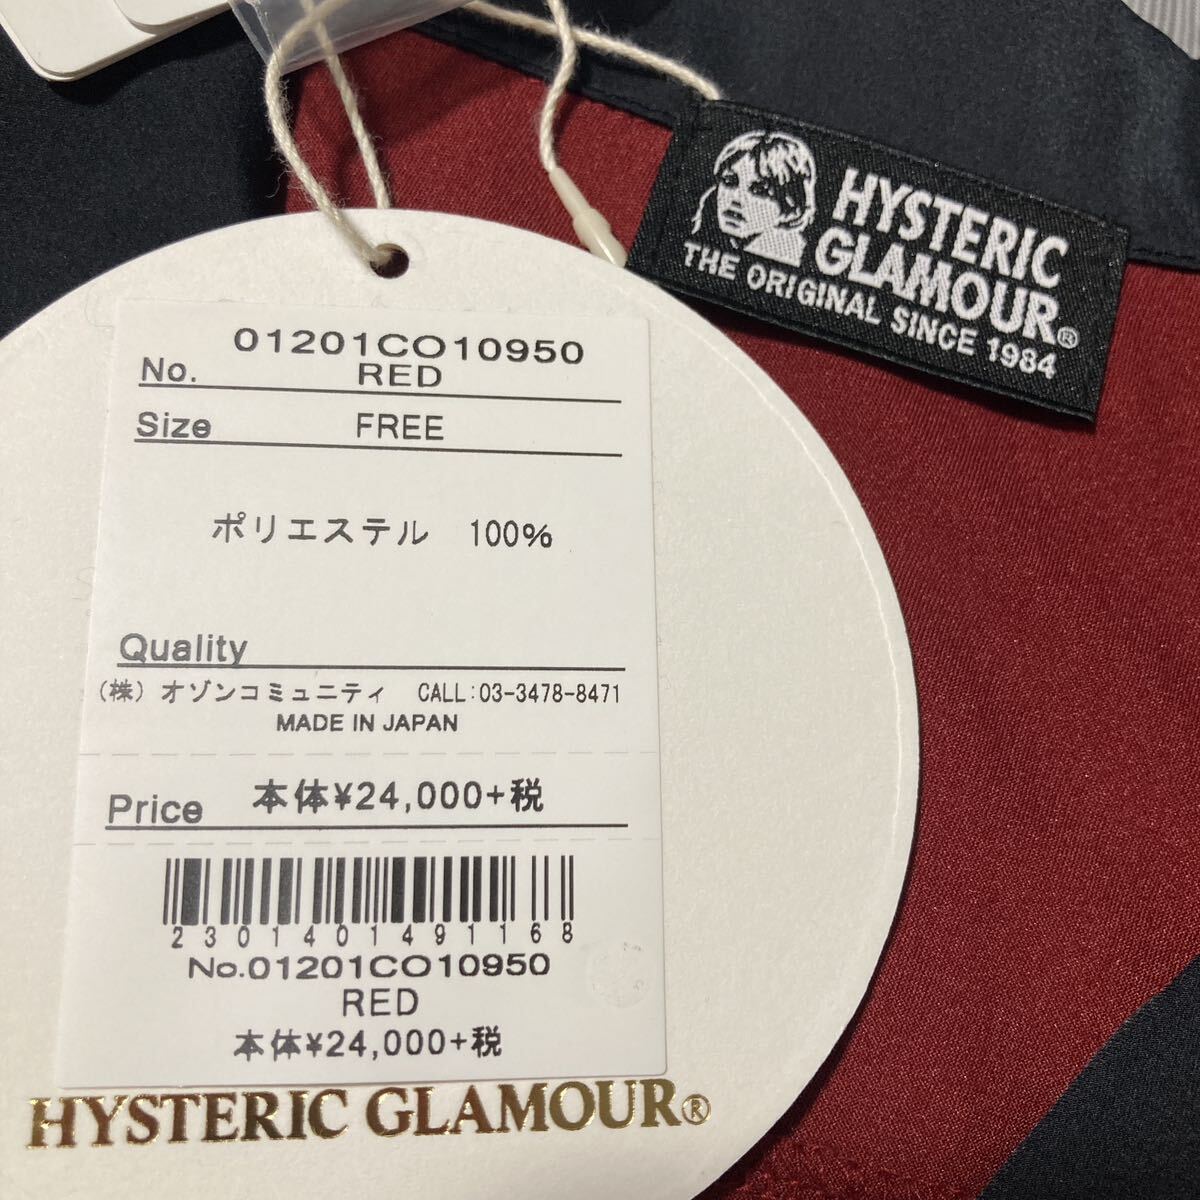 HYSTERIC
GLAMOUR®
THE ORIGINAL SINCE 1984
01201CO10950
No. RED
Size FREE
ポリエステル 100%
Quality
(株) オゾンコミュニティ CALL:03-3478-8471
MADE IN JAPAN
Price 本体¥24,000+税
2301401491168
No.01201CO10950
RED
本体¥24,000+税
HYSTERIC GLAMOUR®